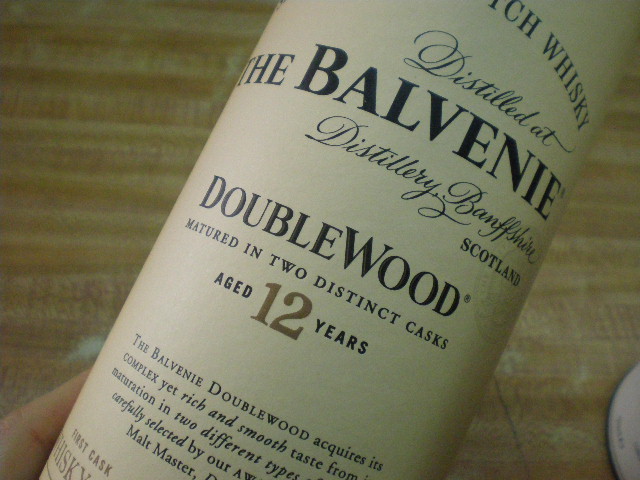 TCH WHISKY
Distilled at
THE BALVENIE®
Distillery, Banffshire
SCOTLAND
DOUBLEWOOD®
MATURED IN TWO DISTINCT CASKS
AGED 12 YEARS
THE BALVENIE DOUBLEWOOD acquires its
complex yet rich and smooth taste from
maturation in two different types
carefully selected by our
Malt Master,
FIRST CASK
WHISKY